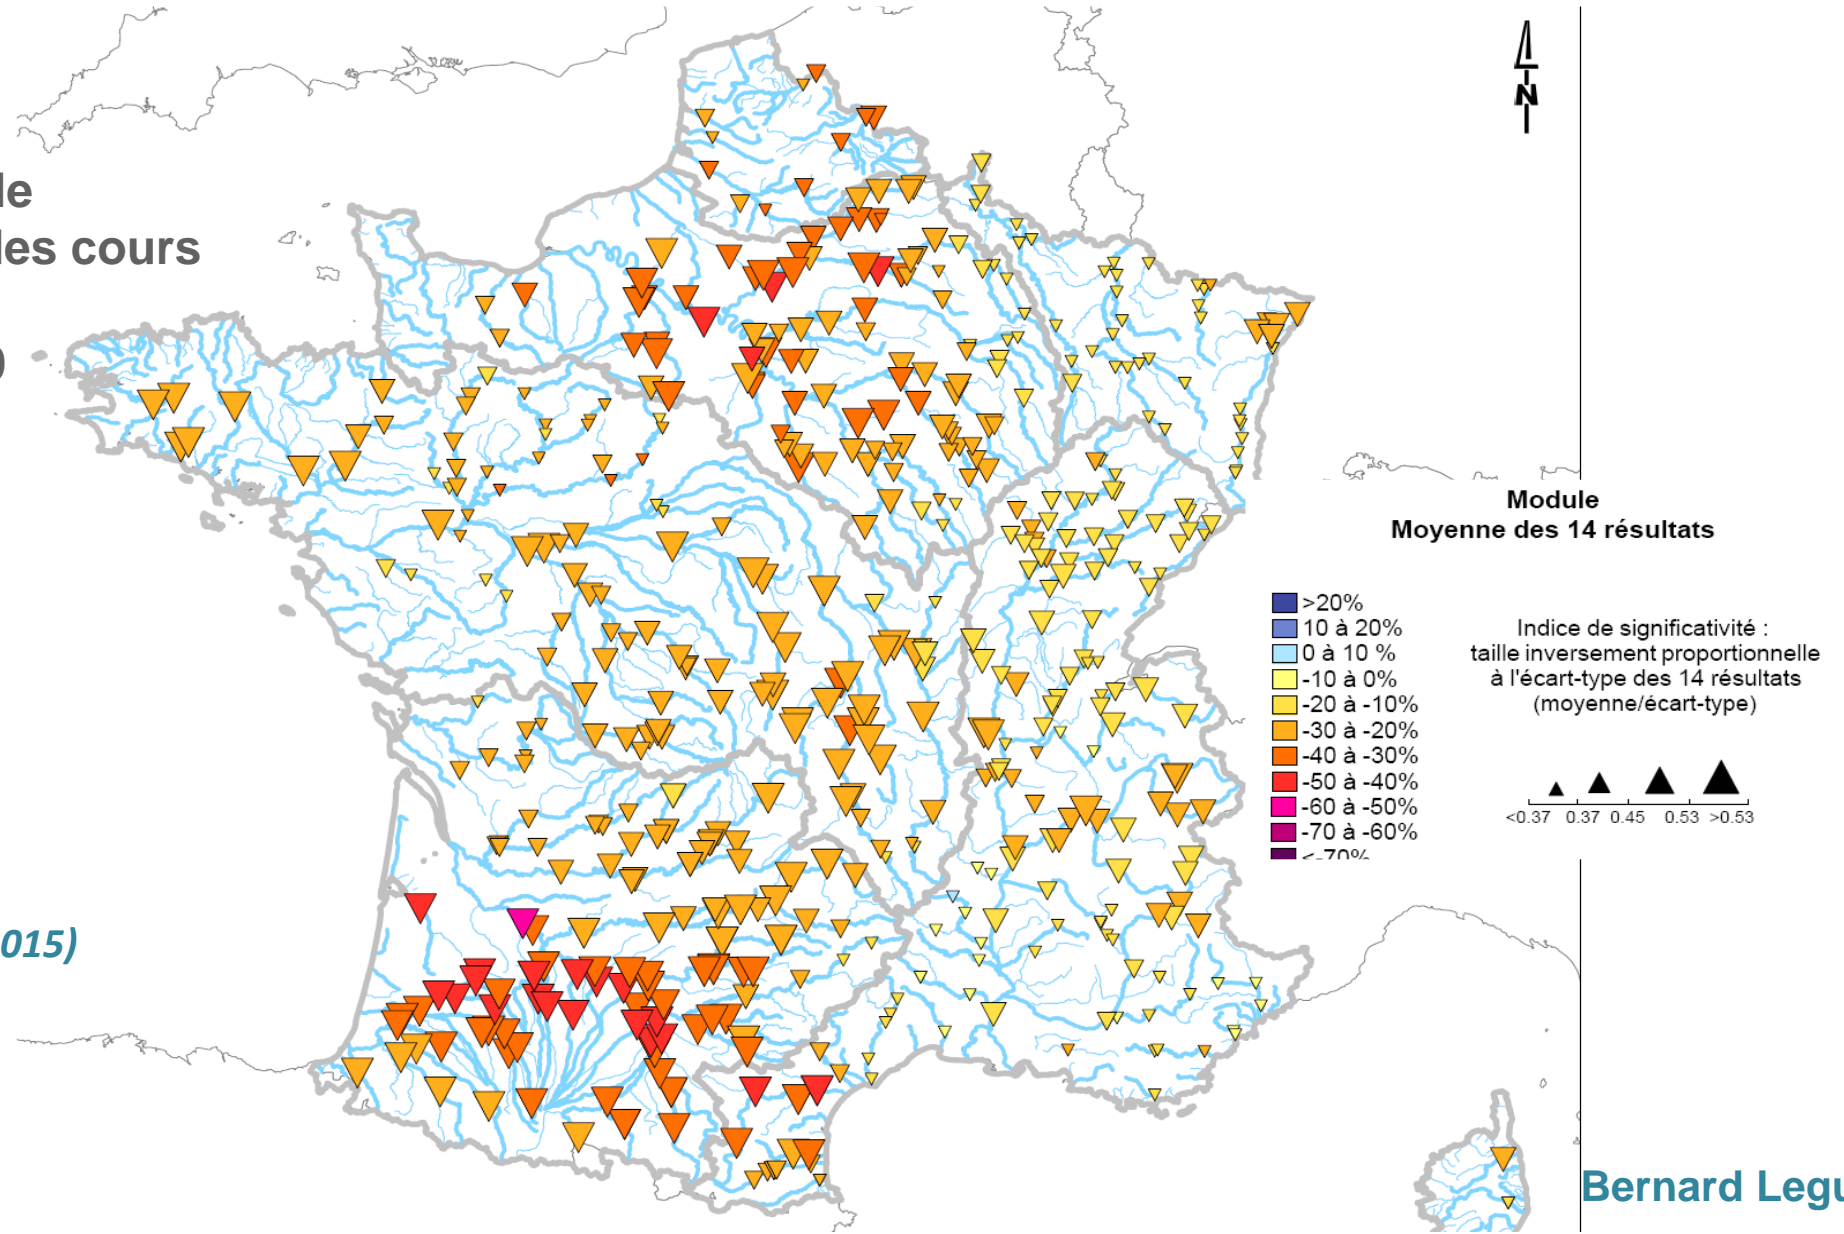 le
les cours
015)
N
Module
Moyenne des 14 résultats
>20%
10 à 20%
0 à 10 %
-10 à 0%
-20 à -10%
-30 à -20%
-40 à -30%
-50 à -40%
-60 à -50%
-70 à -60%
<-70%
Indice de significativité :
taille inversement proportionnelle
à l'écart-type des 14 résultats
(moyenne/écart-type)
<0.37 0.37 0.45 0.53 >0.53
Bernard Legu